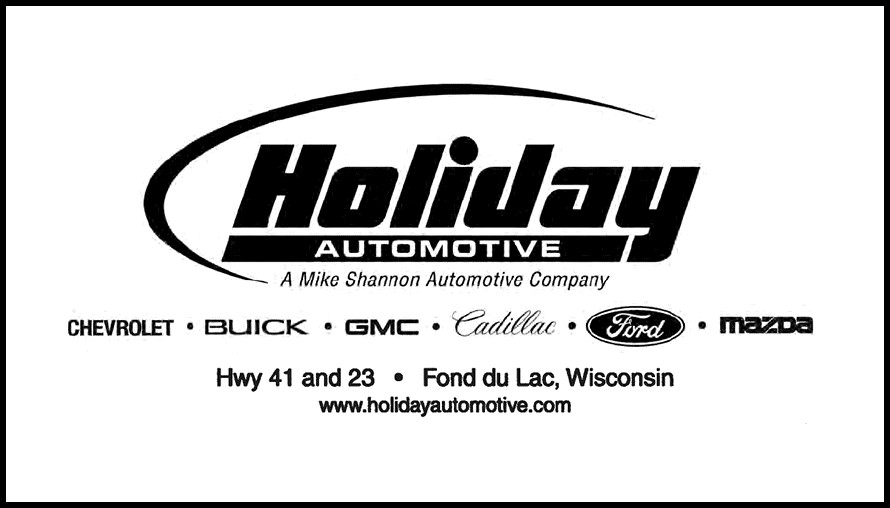 Holiday
AUTOMOTIVE
A Mike Shannon Automotive Company
CHEVROLET • BUICK • GMC • Cadillac • Ford • mazda
Hwy 41 and 23 • Fond du Lac, Wisconsin
www.holidayautomotive.com